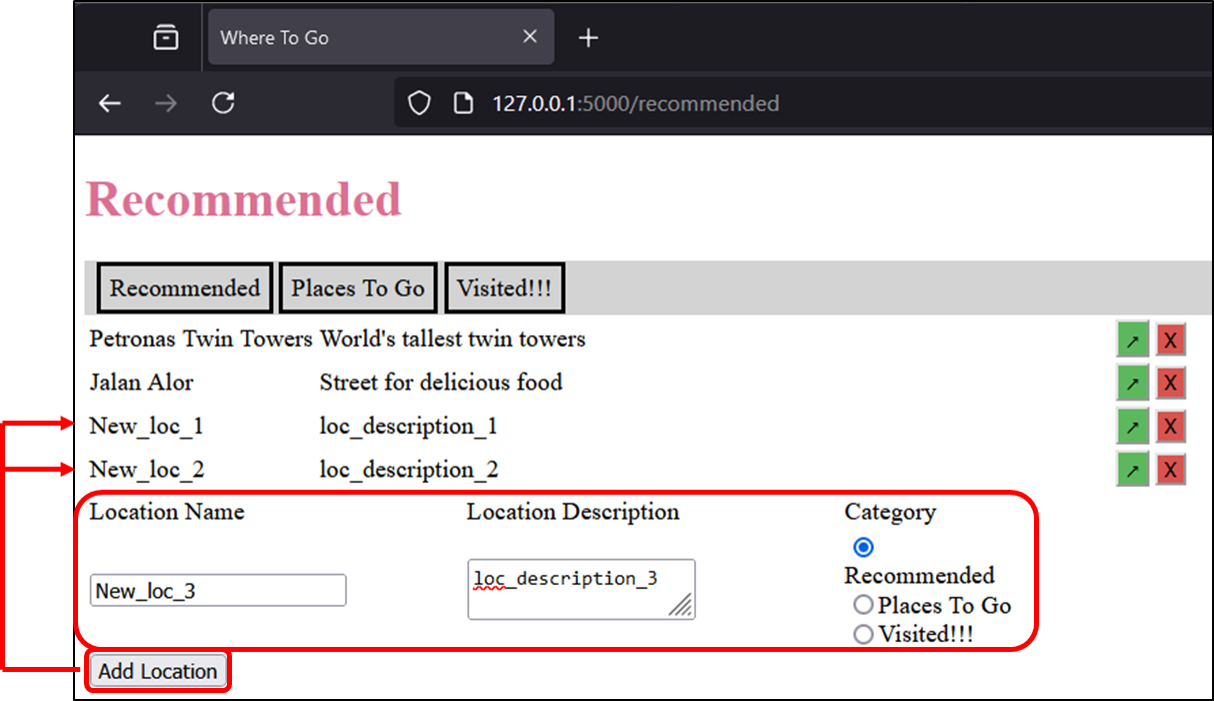 Where To Go
127.0.0.1:5000/recommended
Recommended
Recommended Places To Go Visited!!!
Petronas Twin Towers World's tallest twin towers ↗ X
Jalan Alor Street for delicious food ↗ X
New_loc_1 loc_description_1 ↗ X
New_loc_2 loc_description_2 ↗ X
Location Name Location Description Category
New_loc_3 loc_description_3 Recommended
Places To Go
Visited!!!
Add Location